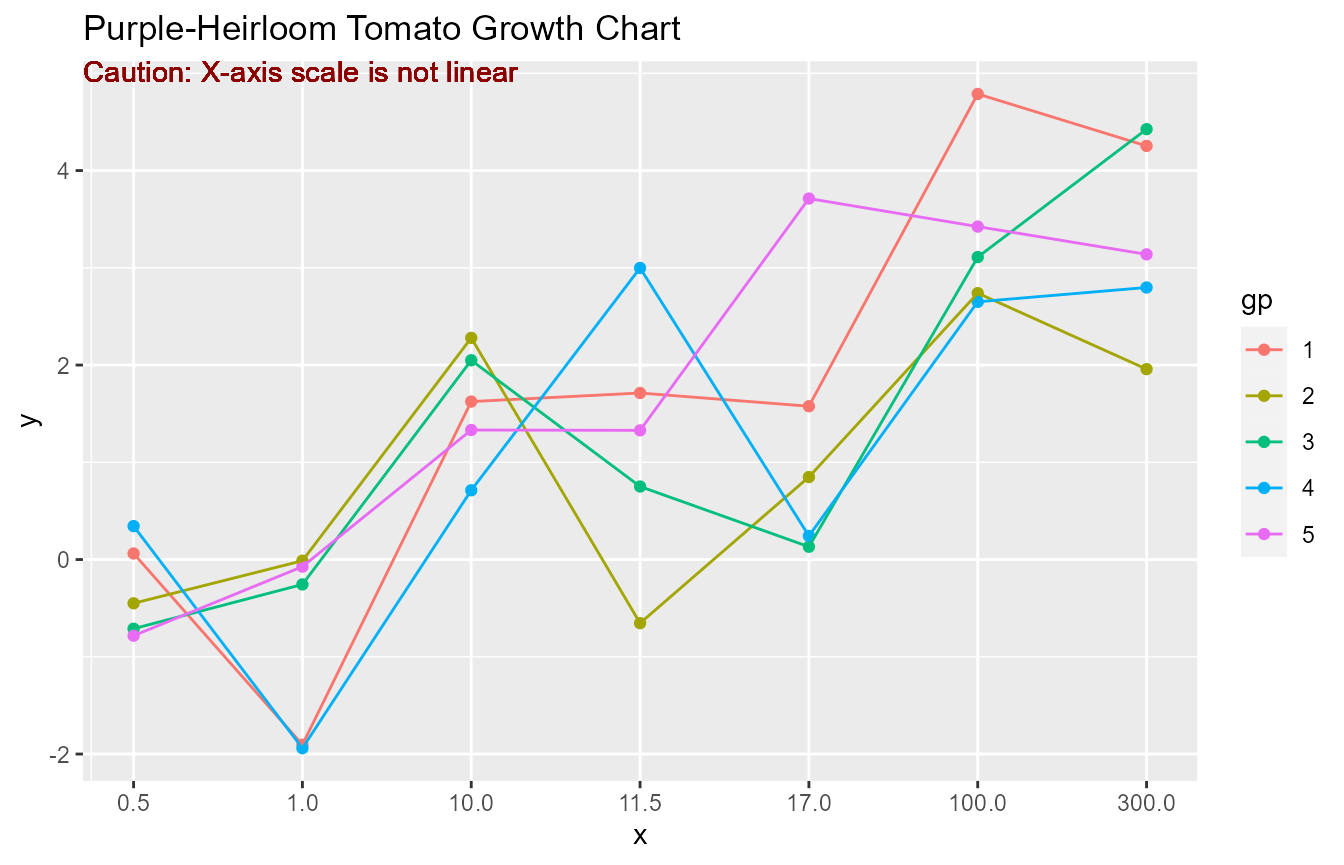 Purple-Heirloom Tomato Growth Chart
Caution: X-axis scale is not linear
4
2
0
-2
y
0.5 1.0 10.0 11.5 17.0 100.0 300.0
x
gp
1
2
3
4
5